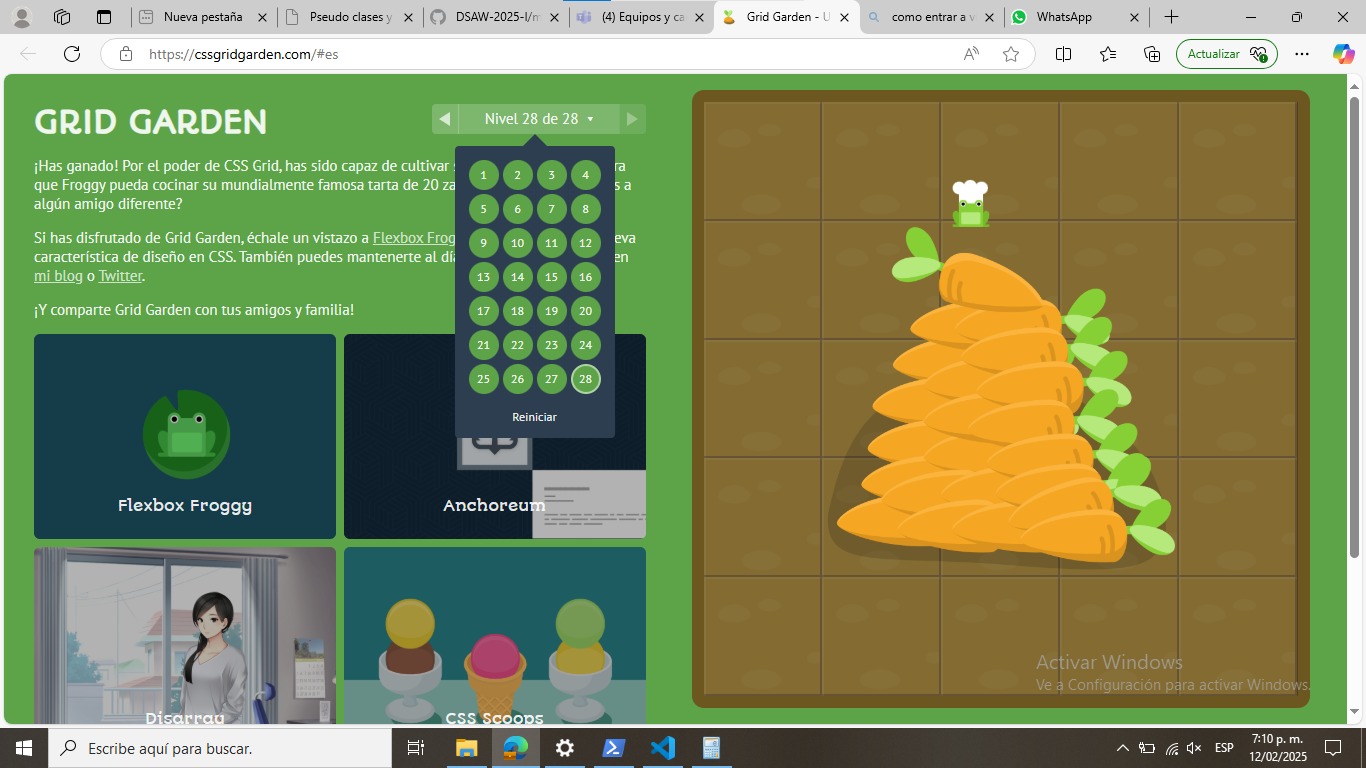 Nueva pestaña
Pseudo clases y
DSAW-2025-I/m
(4) Equipos y ca
Grid Garden - U
como entrar a v
WhatsApp
https://cssgridgarden.com/#es
Actualizar
GRID GARDEN
Nivel 28 de 28
¡Has ganado! Por el poder de CSS Grid, has sido capaz de cultivar
que Froggy pueda cocinar su mundialmente famosa tarta de 20 s a
algún amigo diferente?
Si has disfrutado de Grid Garden, échale un vistazo a Flexbox Frog eva
característica de diseño en CSS. También puedes mantenerte al en
mi blog o Twitter.
¡Y comparte Grid Garden con tus amigos y familia!
1 2 3 4
5 6 7 8
9 10 11 12
13 14 15 16
17 18 19 20
21 22 23 24
25 26 27 28
Reiniciar
Flexbox Froggy
Anchoreum
Disarray
CSS Scoops
Activar Windows
Ve a Configuración para activar Windows.
Escribe aquí para buscar.
ESP
7:10 p. m.
12/02/2025